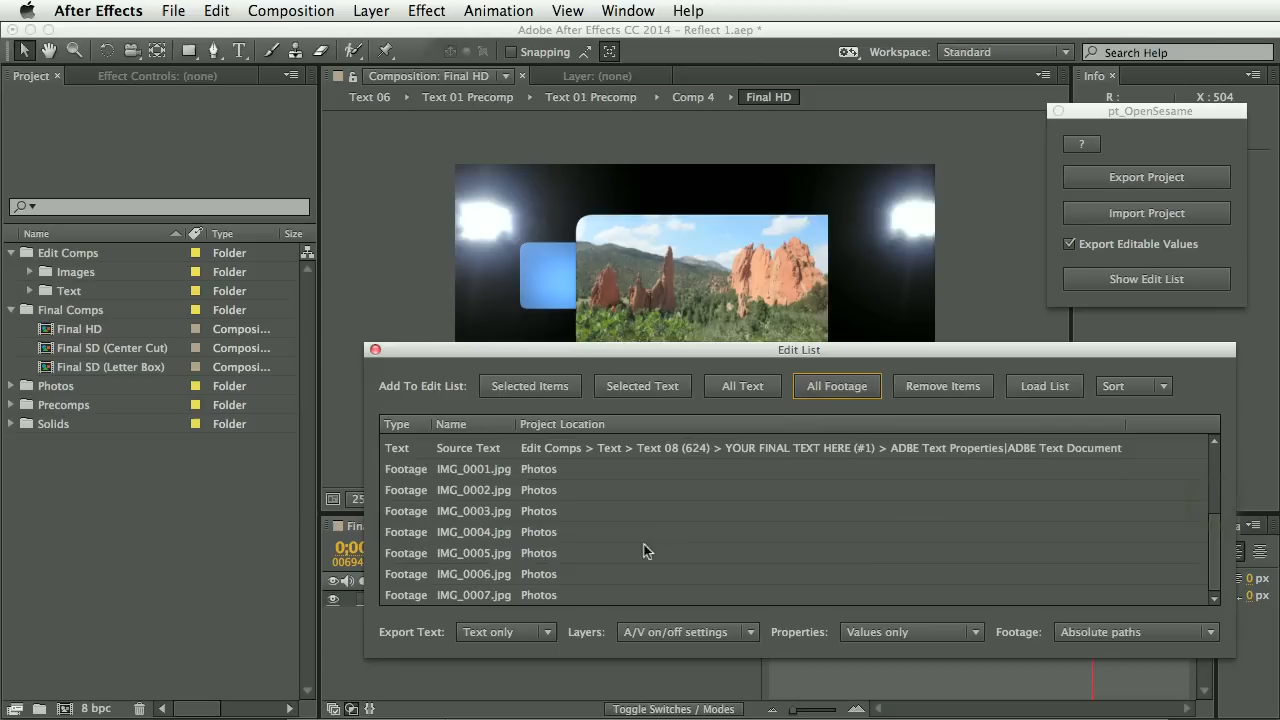 After Effects File Edit Composition Layer Effect Animation View Window Help
Adobe After Effects CC 2014 - Reflect 1.aep *
Snapping Workspace: Standard Search Help
Project × Effect Controls: (none) Composition: Final HD × Layer: (none) Info ×
Text 06 Text 01 Precomp Text 01 Precomp Comp 4 Final HD R : X : 504
pt_OpenSesame
?
Export Project
Import Project
Export Editable Values
Show Edit List
Name Type Size
Edit Comps Folder
Images Folder
Text Folder
Final Comps Folder
Final HD Composi...
Final SD (Center Cut) Composi...
Final SD (Letter Box) Composi...
Photos Folder
Precomps Folder
Solids Folder
Edit List
Add To Edit List: Selected Items Selected Text All Text All Footage Remove Items Load List Sort
Type Name Project Location
Text Source Text Edit Comps > Text > Text 08 (624) > YOUR FINAL TEXT HERE (#1) > ADBE Text Properties|ADBE Text Document
Footage IMG_0001.jpg Photos
Footage IMG_0002.jpg Photos
Footage IMG_0003.jpg Photos
Footage IMG_0004.jpg Photos
Footage IMG_0005.jpg Photos
Footage IMG_0006.jpg Photos
Footage IMG_0007.jpg Photos
Export Text: Text only Layers: A/V on/off settings Properties: Values only Footage: Absolute paths
0 px
0 px
8 bpc Toggle Switches / Modes